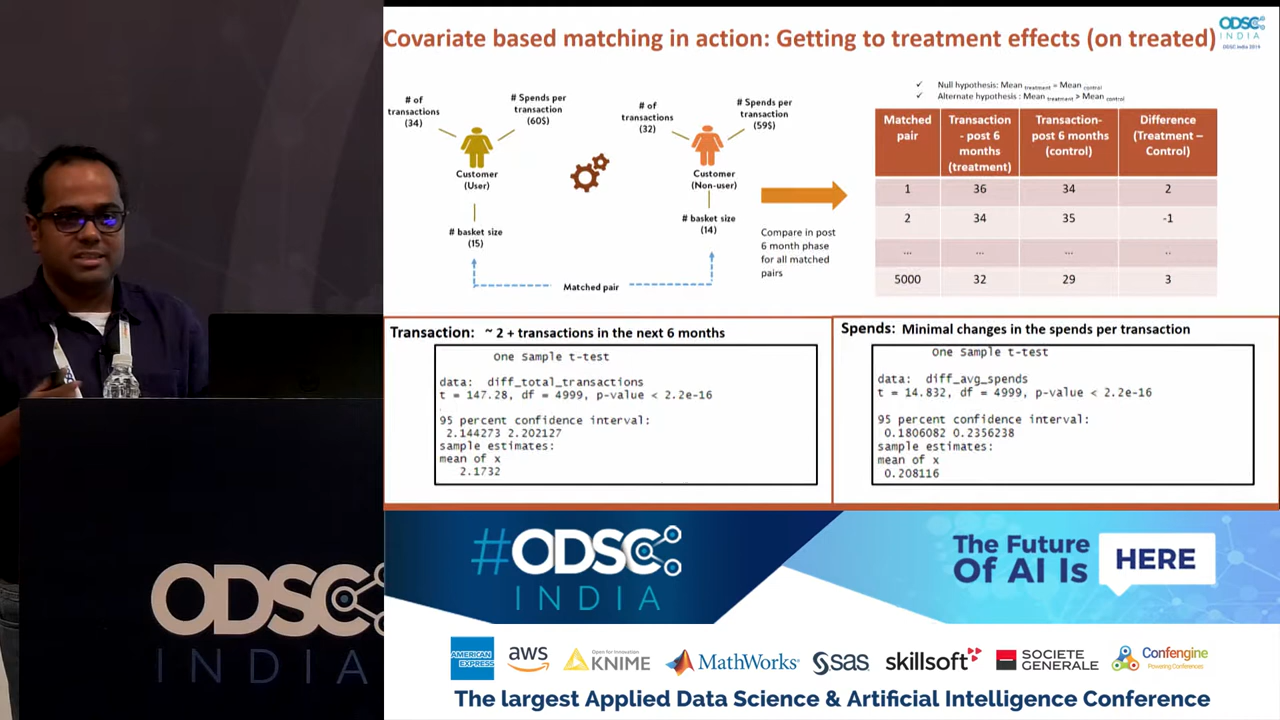 Covariate based matching in action: Getting to treatment effects (on treated)
ODSC
INDIA
ODSC India 2019
# of
transactions
(34)
# Spends per
transaction
(60$)
Customer
(User)
# basket size
(15)
# of
transactions
(32)
# Spends per
transaction
(59$)
Customer
(Non-user)
# basket size
(14)
Matched pair
Compare in post
6 month phase
for all matched
pairs
✓ Null hypothesis: Mean treatment = Mean control
✓ Alternate hypothesis : Mean treatment > Mean control
Matched pair
Transaction - post 6 months (treatment)
Transaction- post 6 months (control)
Difference (Treatment – Control)
1 36 34 2
2 34 35 -1
... ... ... ..
5000 32 29 3
Transaction: ~ 2 + transactions in the next 6 months
One Sample t-test
data: diff_total_transactions
t = 147.28, df = 4999, p-value < 2.2e-16
95 percent confidence interval:
2.144273 2.202127
sample estimates:
mean of x
2.1732
Spends: Minimal changes in the spends per transaction
One Sample t-test
data: diff_avg_spends
t = 14.832, df = 4999, p-value < 2.2e-16
95 percent confidence interval:
0.1806082 0.2356238
sample estimates:
mean of x
0.208116
#ODSC
INDIA
The Future
Of AI Is
HERE
ODSC
INDIA
AMERICAN
EXPRESS
aws
Open for Innovation
KNIME
MathWorks®
sas
skillsoft
SOCIETE
GENERALE
Confengine
Powering Conferences
The largest Applied Data Science & Artificial Intelligence Conference